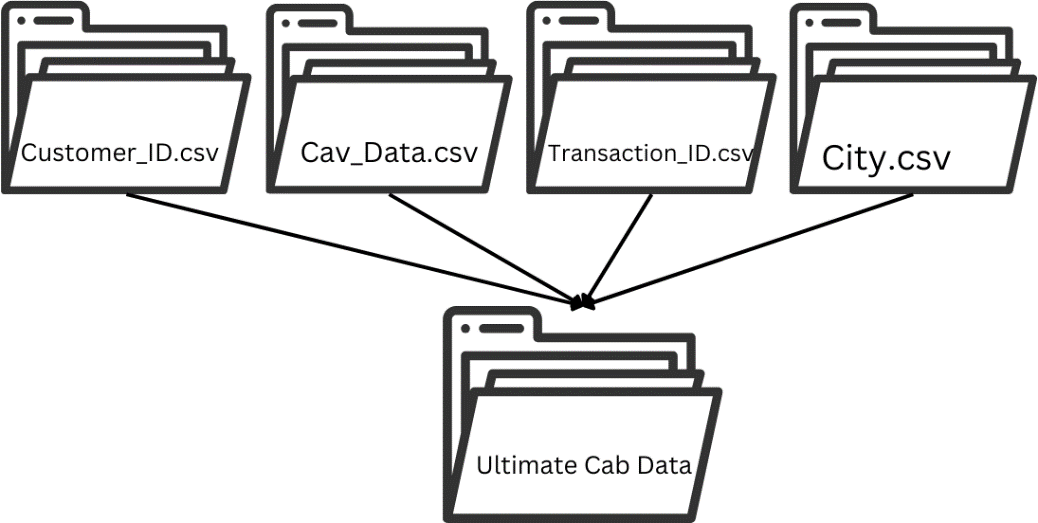 Customer_ID.csv
Cav_Data.csv
Transaction_ID.csv
City.csv
Ultimate Cab Data